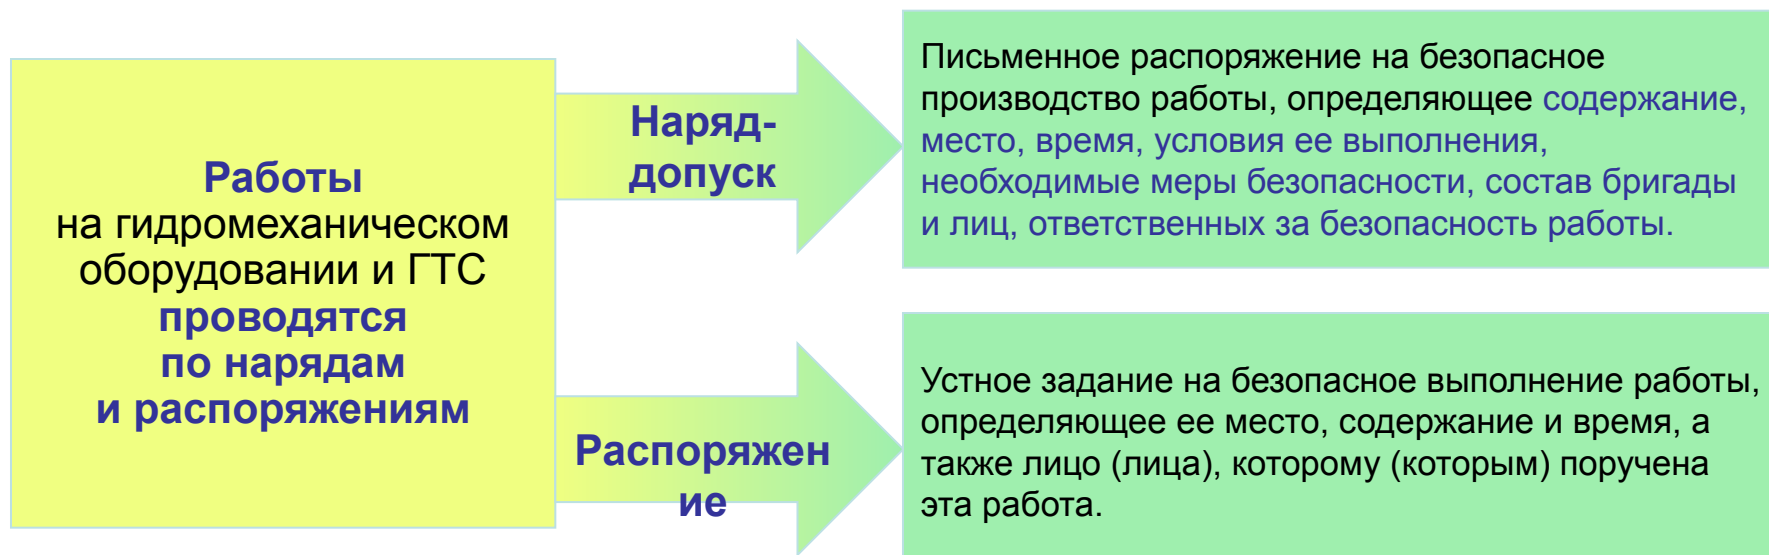 Работы
на гидромеханическом
оборудовании и ГТС
проводятся
по нарядам
и распоряжениям
Наряд-
допуск
Письменное распоряжение на безопасное
производство работы, определяющее содержание,
место, время, условия ее выполнения,
необходимые меры безопасности, состав бригады
и лиц, ответственных за безопасность работы.
Распоряжен
ие
Устное задание на безопасное выполнение работы,
определяющее ее место, содержание и время, а
также лицо (лица), которому (которым) поручена
эта работа.